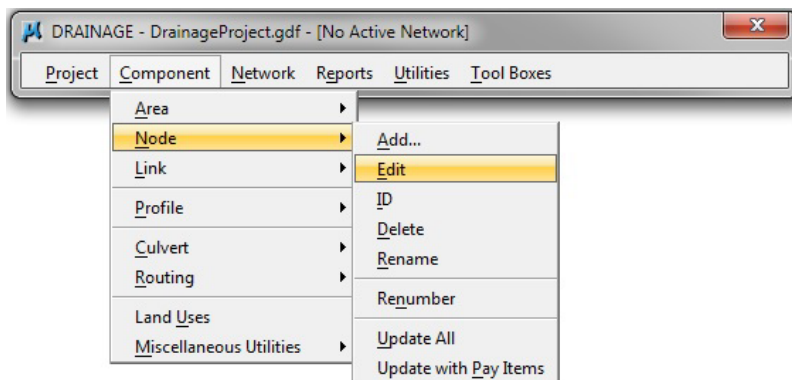 DRAINAGE - DrainageProject.gdf - [No Active Network]
Project Component Network Reports Utilities Tool Boxes
Area
Node
Link
Profile
Culvert
Routing
Land Uses
Miscellaneous Utilities
Add...
Edit
ID
Delete
Rename
Renumber
Update All
Update with Pay Items